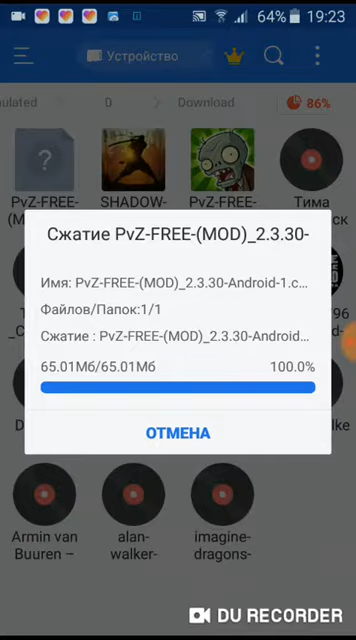 64% 19:23
Устройство
ulated 0 Download 86%
PvZ-FREE- SHADOW- PvZ-FREE- Тима
(M
ск
Сжатие PvZ-FREE-(MOD)_2.3.30-
Имя: PvZ-FREE-(MOD)_2.3.30-Android-1.c...
Файлов/Папок:1/1
Сжатие : PvZ-FREE-(MOD)_2.3.30-Android...
65.01Мб/65.01Мб 100.0%
ОТМЕНА
Armin van alan- imagine-
Buuren – walker- dragons-
DU RECORDER